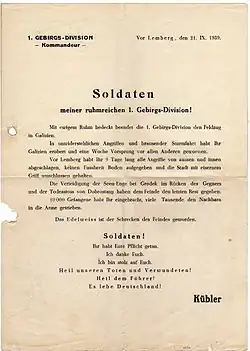 1. GEBIRGS-DIVISION
— Kommandeur —
Vor Lemberg, den 21. IX. 1939.
Soldaten
meiner ruhmreichen 1. Gebirgs-Division!
Mit ewigem Ruhm bedeckt beendet die 1. Gebirgs-Division den Feldzug
in Galizien.
In unwiderstehlichen Angriffen und brausender Sturmfahrt habt Ihr
Galizien erobert und eine Woche Vorsprung vor allen Anderen gewonnen.
Vor Lemberg habt Ihr 9 Tage lang alle Angriffe von aussen und innen
abgeschlagen, keinen Fussbreit Boden aufgegeben und die Stadt mit eisernem
Griff umschlossen gehalten.
Die Verteidigung der Seen-Enge bei Grodek im Rücken des Gegners
und der Todesstoss von Dobrostany haben dem Feinde den letzten Rest gegeben.
10 000 Gefangene habt Ihr eingebracht, viele Tausende den Nachbarn
in die Arme getrieben.
Das Edelweiss ist der Schrecken des Feindes geworden.
Soldaten!
Ihr habt Eure Pflicht getan.
Ich danke Euch.
Ich bin stolz auf Euch.
Heil unseren Toten und Verwundeten!
Heil dem Führer!
Es lebe Deutschland!
Kübler